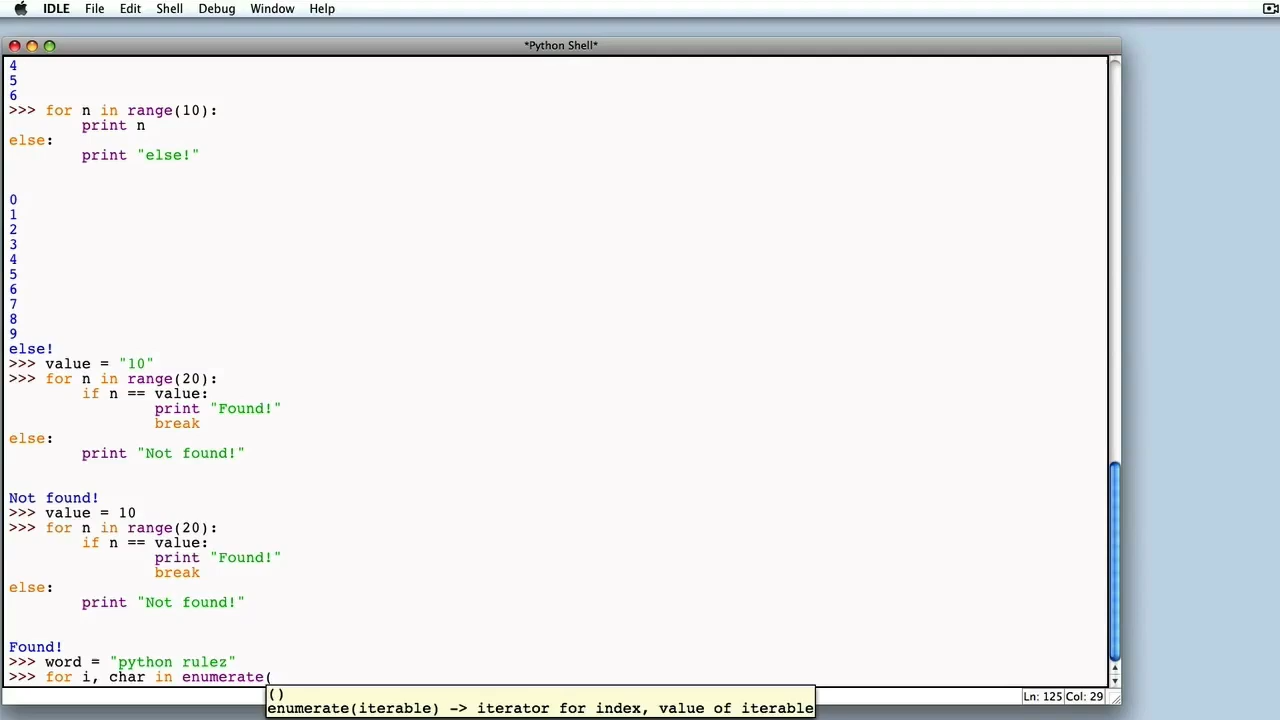 IDLE File Edit Shell Debug Window Help
*Python Shell*
4
5
6
>>> for n in range(10):
        print n
else:
        print "else!"
0
1
2
3
4
5
6
7
8
9
else!
>>> value = "10"
>>> for n in range(20):
        if n == value:
                print "Found!"
                break
else:
        print "Not found!"
Not found!
>>> value = 10
>>> for n in range(20):
        if n == value:
                print "Found!"
                break
else:
        print "Not found!"
Found!
>>> word = "python rulez"
>>> for i, char in enumerate(
()
enumerate(iterable) -> iterator for index, value of iterable
Ln: 125 Col: 29